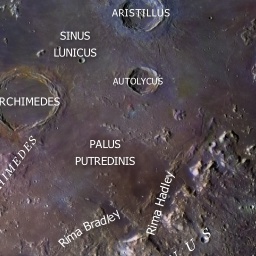 ARISTILLUS
SINUS
LUNICUS
AUTOLYCUS
RCHIMEDES
PALUS
PUTREDINIS
IMEDES
Rima Bradley
Rima Hadley
U S